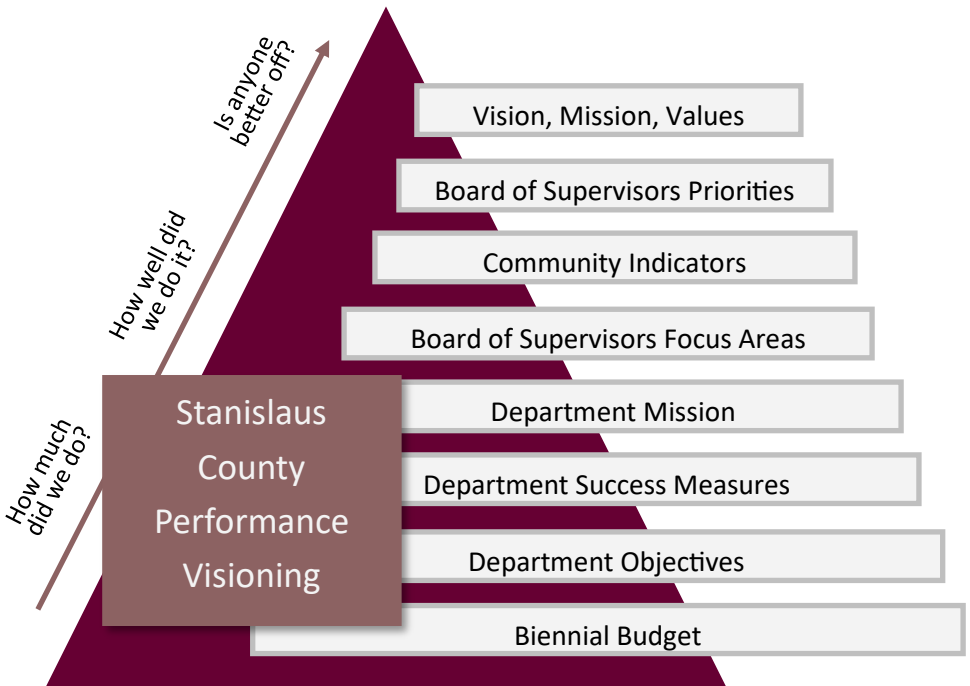 Is anyone
better off?
How well did
we do it?
How much
did we do?
Vision, Mission, Values
Board of Supervisors Priorities
Community Indicators
Board of Supervisors Focus Areas
Department Mission
Department Success Measures
Department Objectives
Biennial Budget
Stanislaus
County
Performance
Visioning